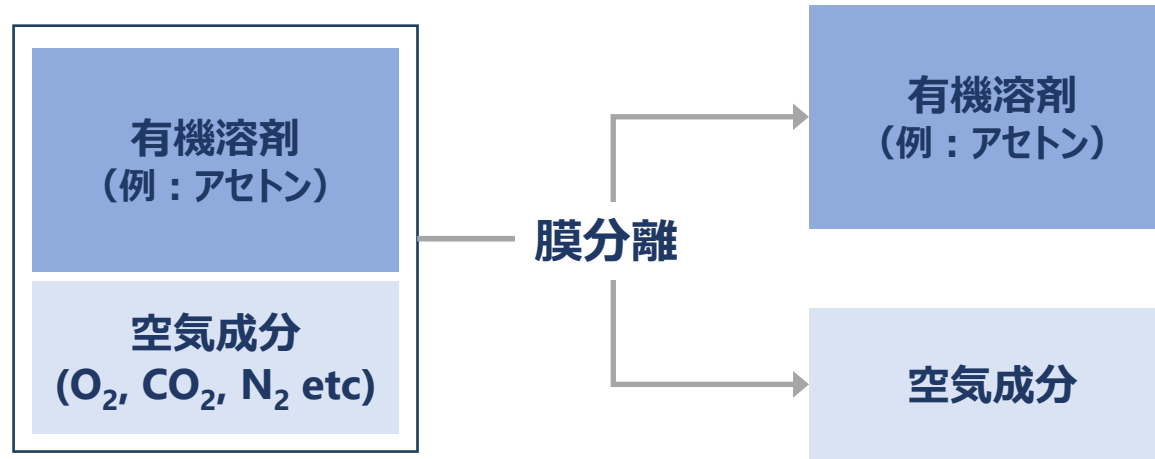 有機溶剤
（例：アセトン）
空気成分
(O₂, CO₂, N₂ etc)
膜分離
有機溶剤
（例：アセトン）
空気成分